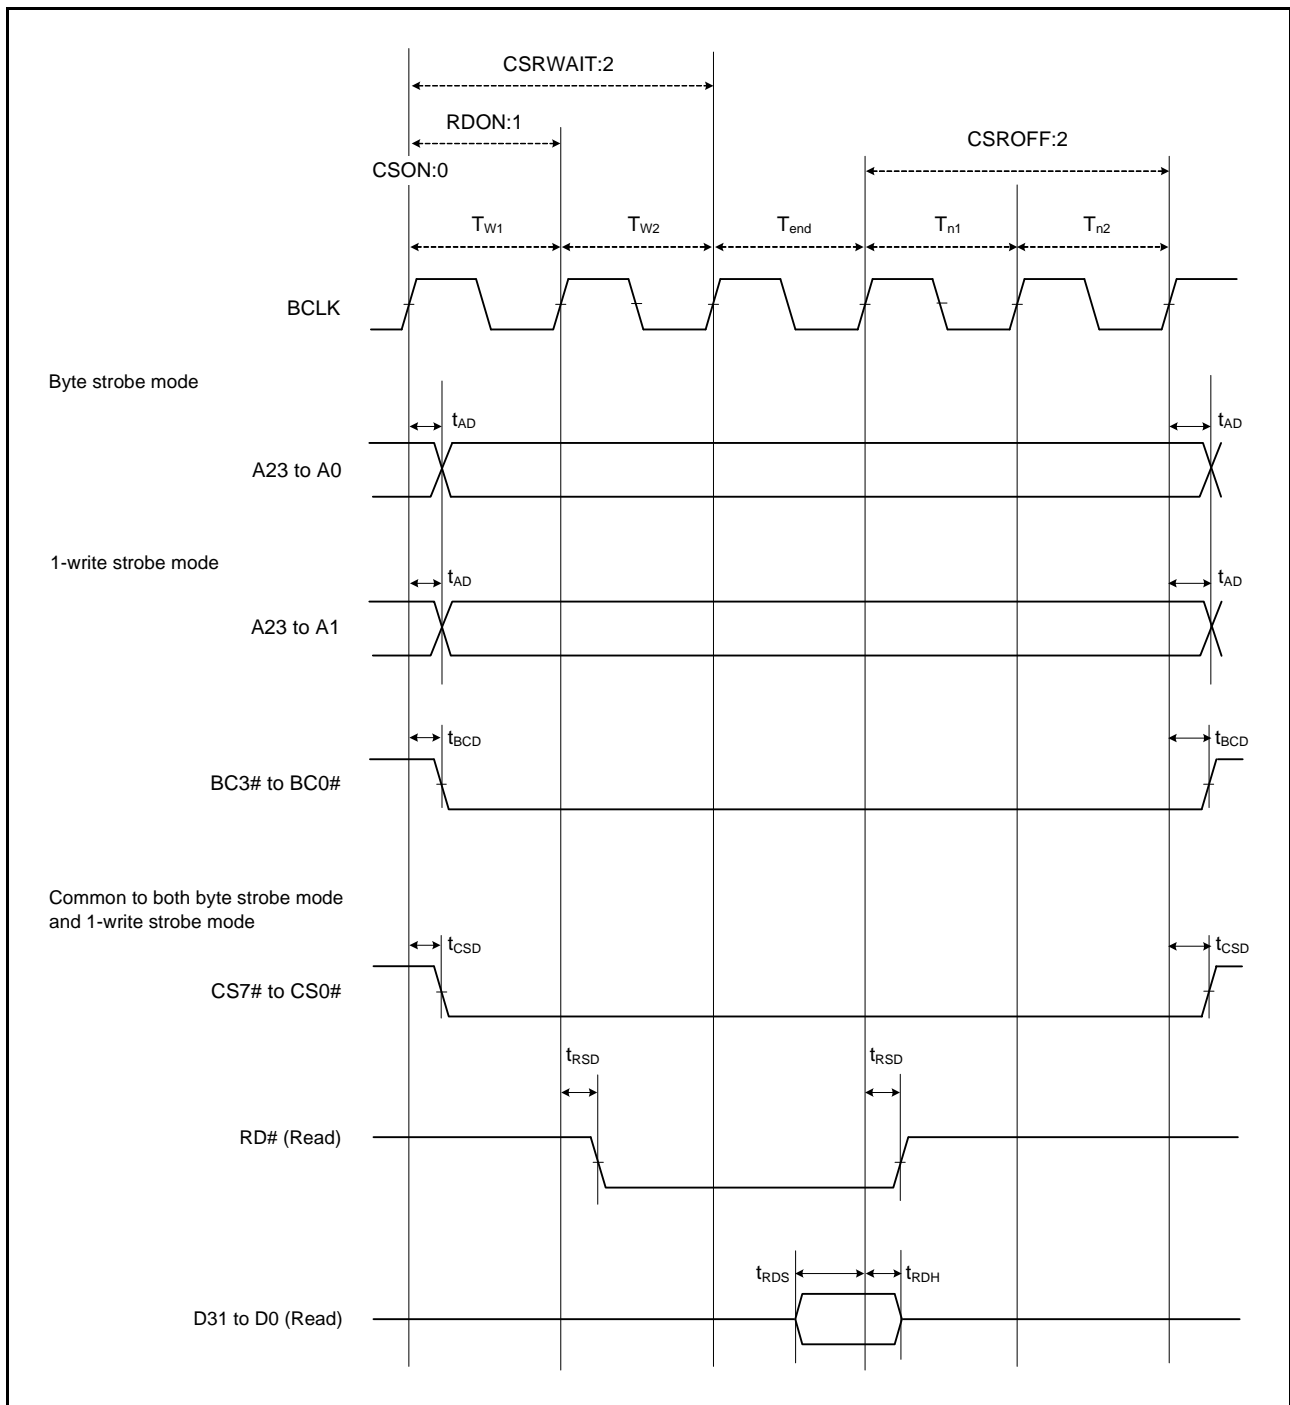 CSRWAIT:2
RDON:1
CSROFF:2
CSON:0
TW1
TW2
Tend
Tn1
Tn2
BCLK
Byte strobe mode
tAD
tAD
A23 to A0
1-write strobe mode
tAD
tAD
A23 to A1
tBCD
tBCD
BC3# to BC0#
Common to both byte strobe mode
and 1-write strobe mode
tCSD
tCSD
CS7# to CS0#
tRSD
tRSD
RD# (Read)
tRDS
tRDH
D31 to D0 (Read)